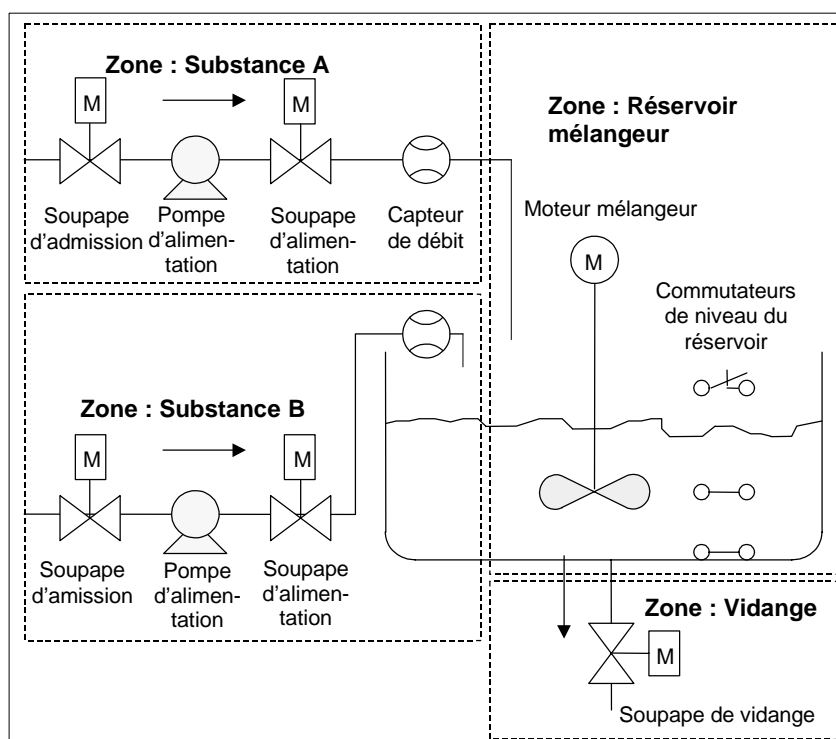 Zone : Substance A
M
M
Soupape
d'admission
Pompe
d'alimen-
tation
Soupape
d'alimen-
tation
Capteur
de débit
Zone : Réservoir
mélangeur
Moteur mélangeur
M
Commutateurs
de niveau du
réservoir
Zone : Substance B
M
M
Soupape
d'amission
Pompe
d'alimen-
tation
Soupape
d'alimen-
tation
Zone : Vidange
M
Soupape de vidange